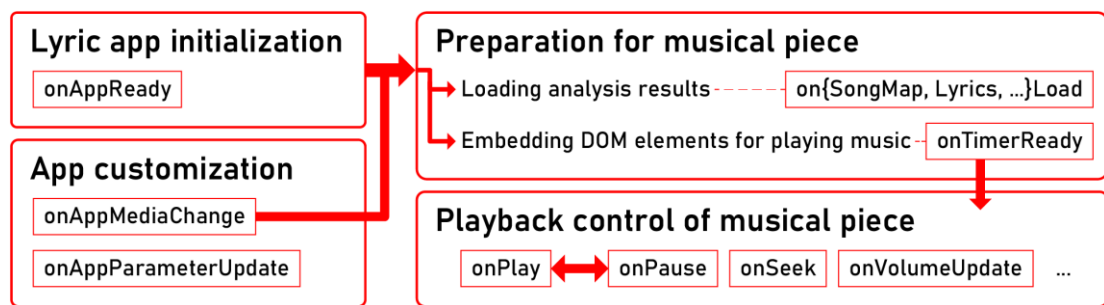 Lyric app initialization
onAppReady
App customization
onAppMediaChange
onAppParameterUpdate
Preparation for musical piece
Loading analysis results on{SongMap, Lyrics, ...}Load
Embedding DOM elements for playing music onTimerReady
Playback control of musical piece
onPlay onPause onSeek onVolumeUpdate ...